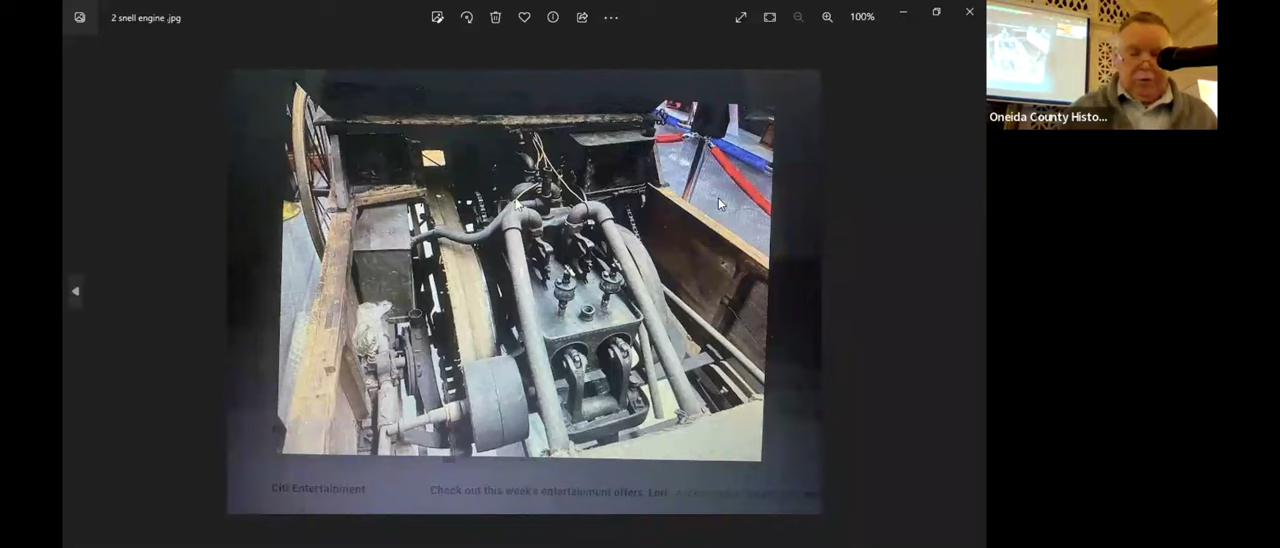 2 snell engine .jpg
100%
Oneida County Histo...
Citi Entertainment
Check out this week's entertainment offers. Lori